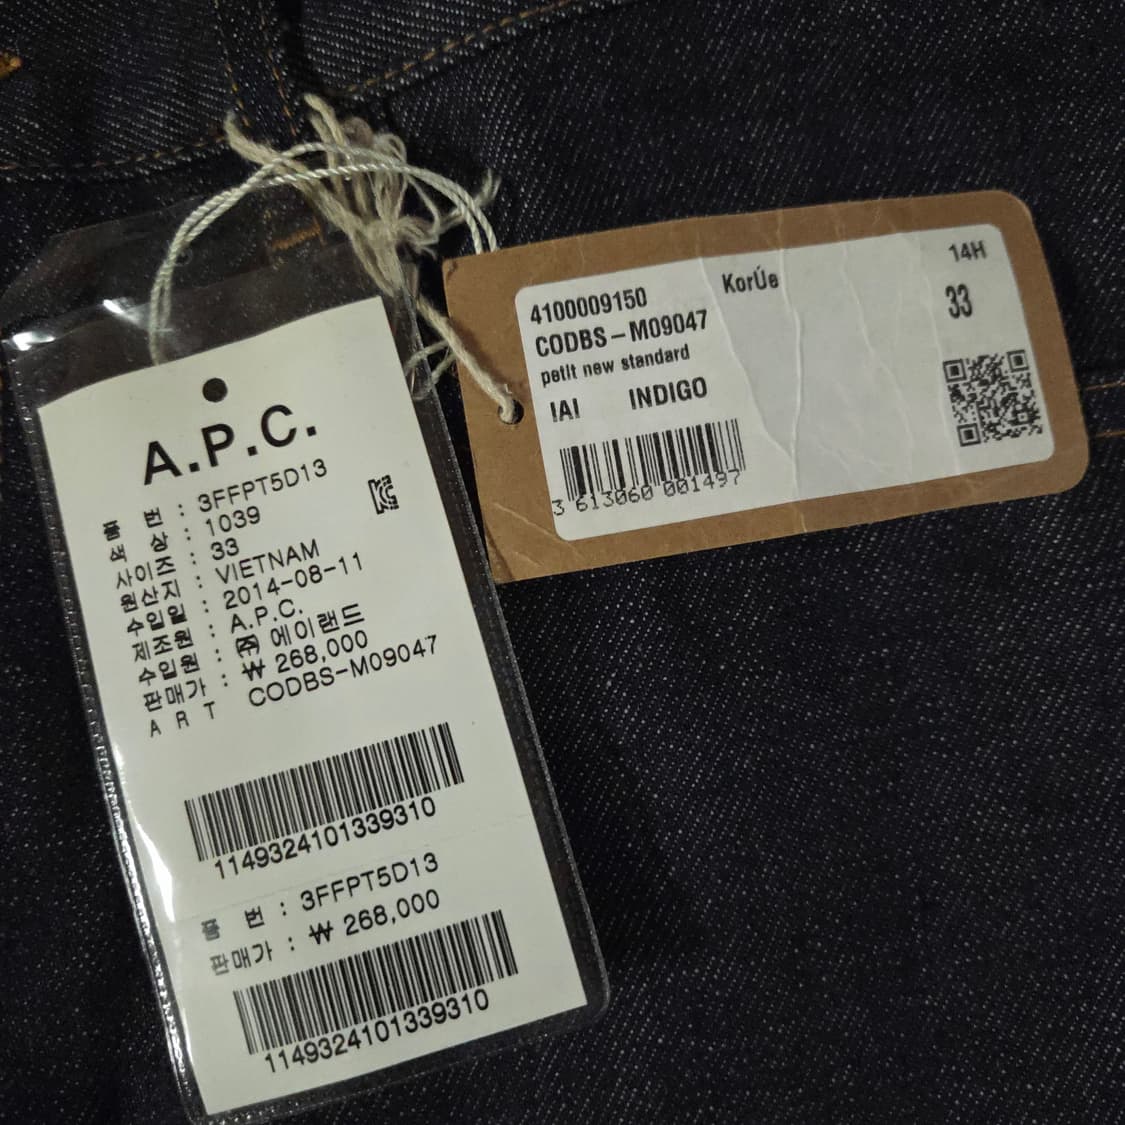 A.P.C.
품 번 : 3FFPT5D13
색 상 : 1039
사이즈 : 33
원산지 : VIETNAM
수입일 : 2014-08-11
제조원 : A.P.C.
수입원 : ㈜ 에이랜드
판매가 : ₩ 268,000
A R T CODBS-M09047
1149324101339310
품 번 : 3FFPT5D13
판매가 : ₩ 268,000
1149324101339310
4100009150 KorÚe 14H
CODBS-M09047 33
petit new standard
IAI INDIGO
3 613060 001497